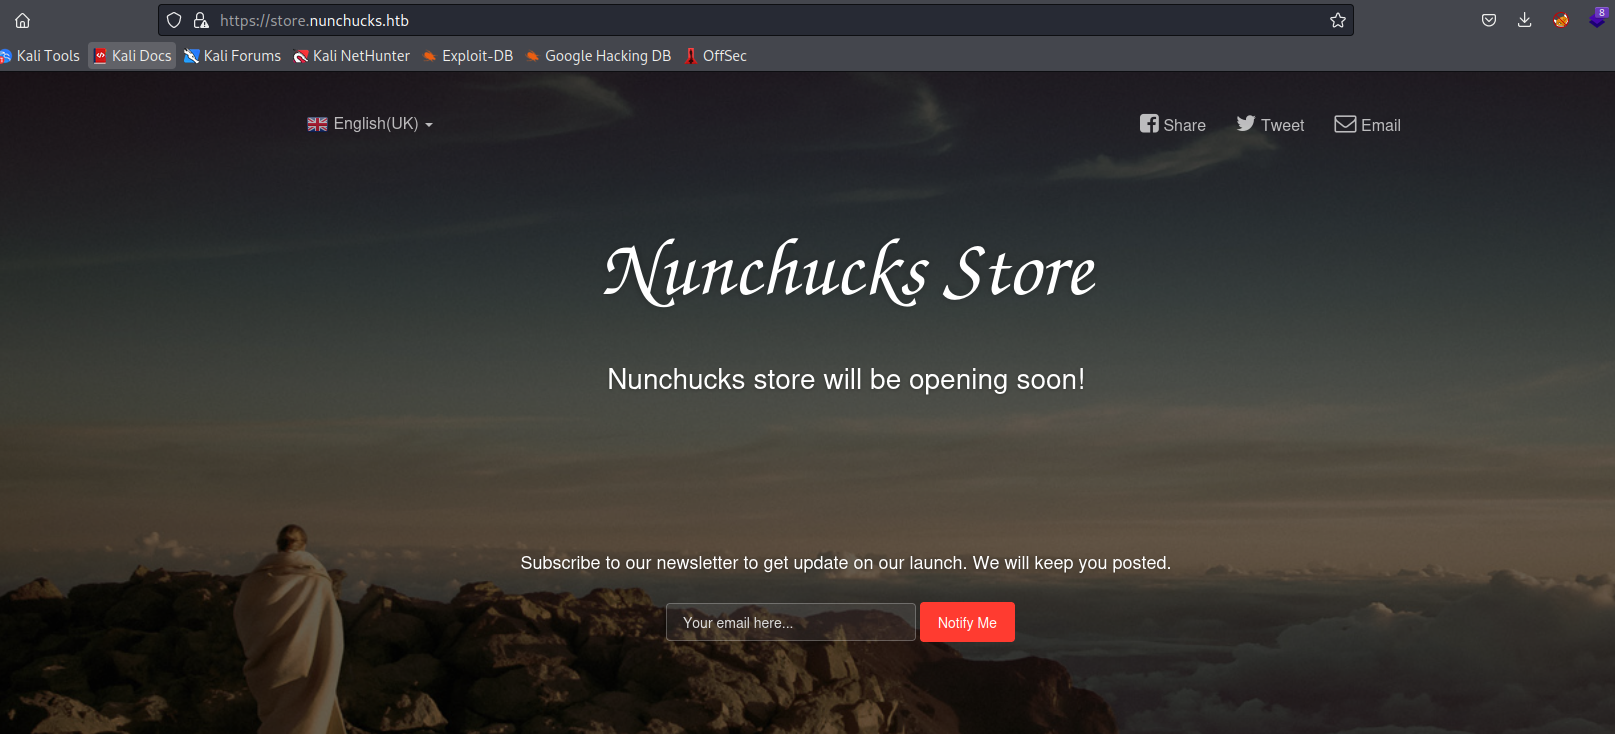 https://store.nunchucks.htb
8
Kali Tools Kali Docs Kali Forums Kali NetHunter Exploit-DB Google Hacking DB OffSec
English(UK) Share Tweet Email
Nunchucks Store
Nunchucks store will be opening soon!
Subscribe to our newsletter to get update on our launch. We will keep you posted.
Your email here... Notify Me